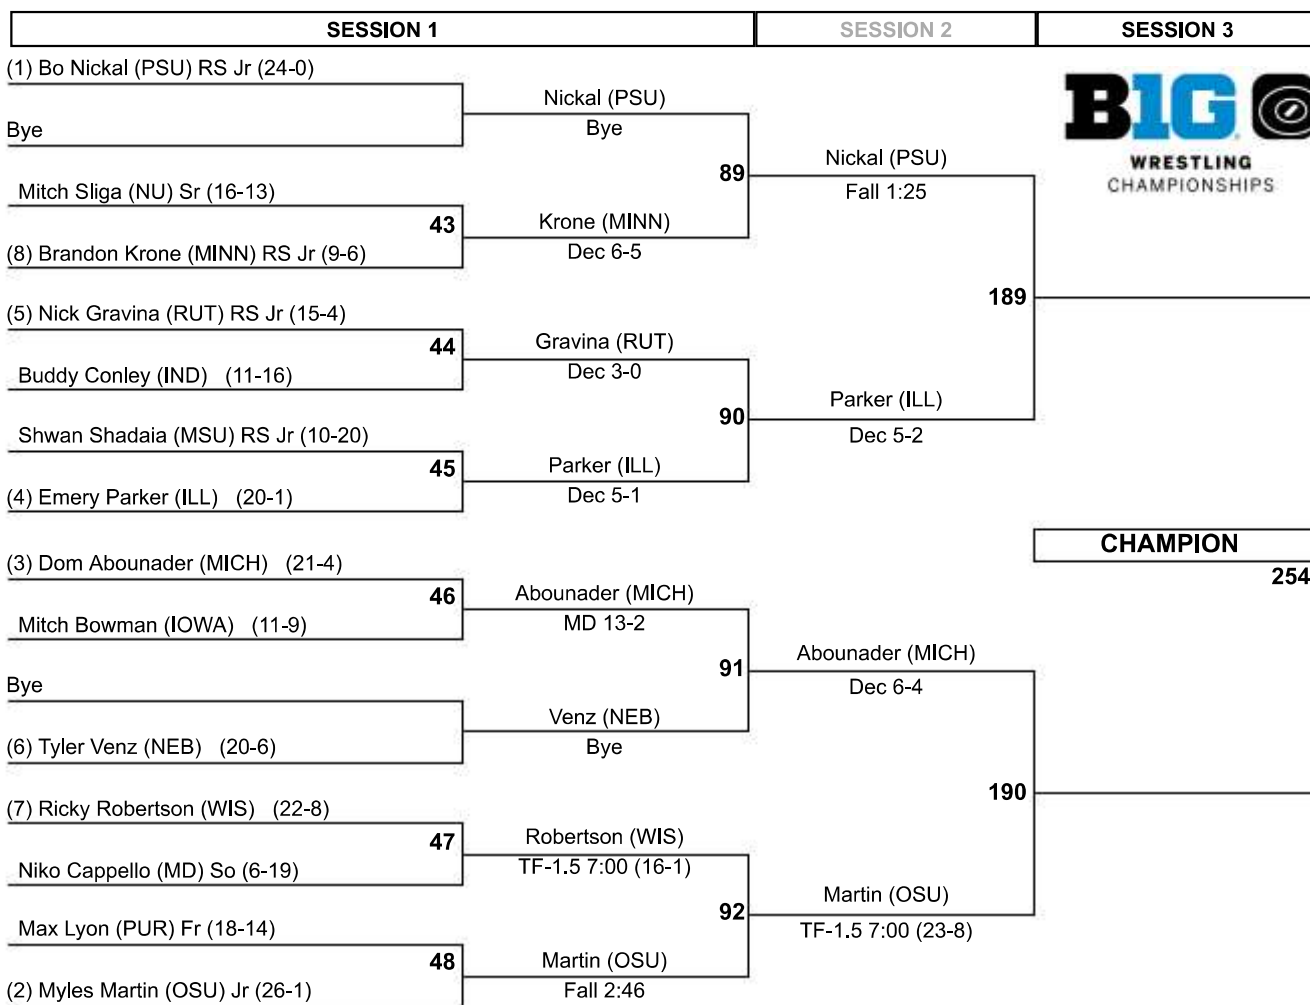 SESSION 1
SESSION 2
SESSION 3
(1) Bo Nickal (PSU) RS Jr (24-0)
Bye
Mitch Sliga (NU) Sr (16-13)
43
(8) Brandon Krone (MINN) RS Jr (9-6)
(5) Nick Gravina (RUT) RS Jr (15-4)
44
Buddy Conley (IND) (11-16)
Shwan Shadaia (MSU) RS Jr (10-20)
45
(4) Emery Parker (ILL) (20-1)
(3) Dom Abounader (MICH) (21-4)
46
Mitch Bowman (IOWA) (11-9)
Bye
(6) Tyler Venz (NEB) (20-6)
(7) Ricky Robertson (WIS) (22-8)
47
Niko Cappello (MD) So (6-19)
Max Lyon (PUR) Fr (18-14)
48
(2) Myles Martin (OSU) Jr (26-1)
Nickal (PSU)
Bye
89
Krone (MINN)
Dec 6-5
Gravina (RUT)
Dec 3-0
90
Parker (ILL)
Dec 5-1
Abounader (MICH)
MD 13-2
91
Venz (NEB)
Bye
Robertson (WIS)
TF-1.5 7:00 (16-1)
92
Martin (OSU)
Fall 2:46
Nickal (PSU)
Fall 1:25
189
Parker (ILL)
Dec 5-2
Abounader (MICH)
Dec 6-4
190
Martin (OSU)
TF-1.5 7:00 (23-8)
B1G
WRESTLING
CHAMPIONSHIPS
CHAMPION
254